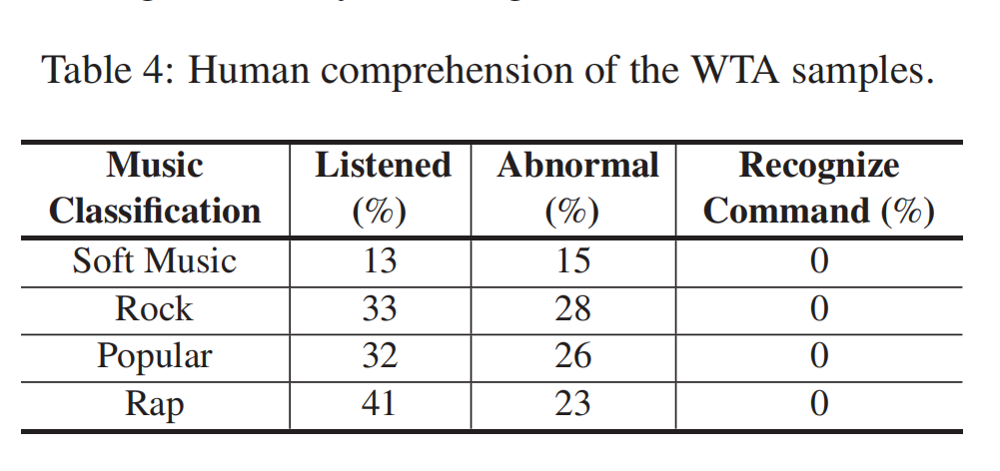 Table 4: Human comprehension of the WTA samples.
Music Classification Listened (%) Abnormal (%) Recognize Command (%)
Soft Music 13 15 0
Rock 33 28 0
Popular 32 26 0
Rap 41 23 0